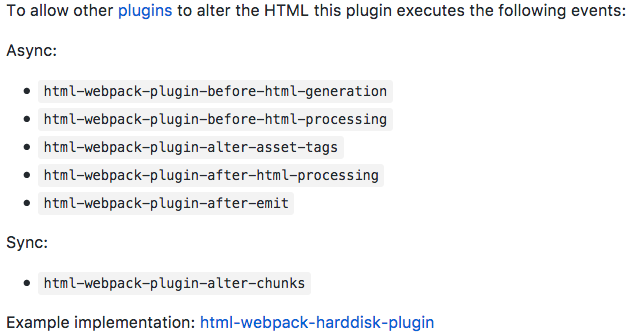 To allow other plugins to alter the HTML this plugin executes the following events:
Async:
• html-webpack-plugin-before-html-generation
• html-webpack-plugin-before-html-processing
• html-webpack-plugin-alter-asset-tags
• html-webpack-plugin-after-html-processing
• html-webpack-plugin-after-emit
Sync:
• html-webpack-plugin-alter-chunks
Example implementation: html-webpack-harddisk-plugin